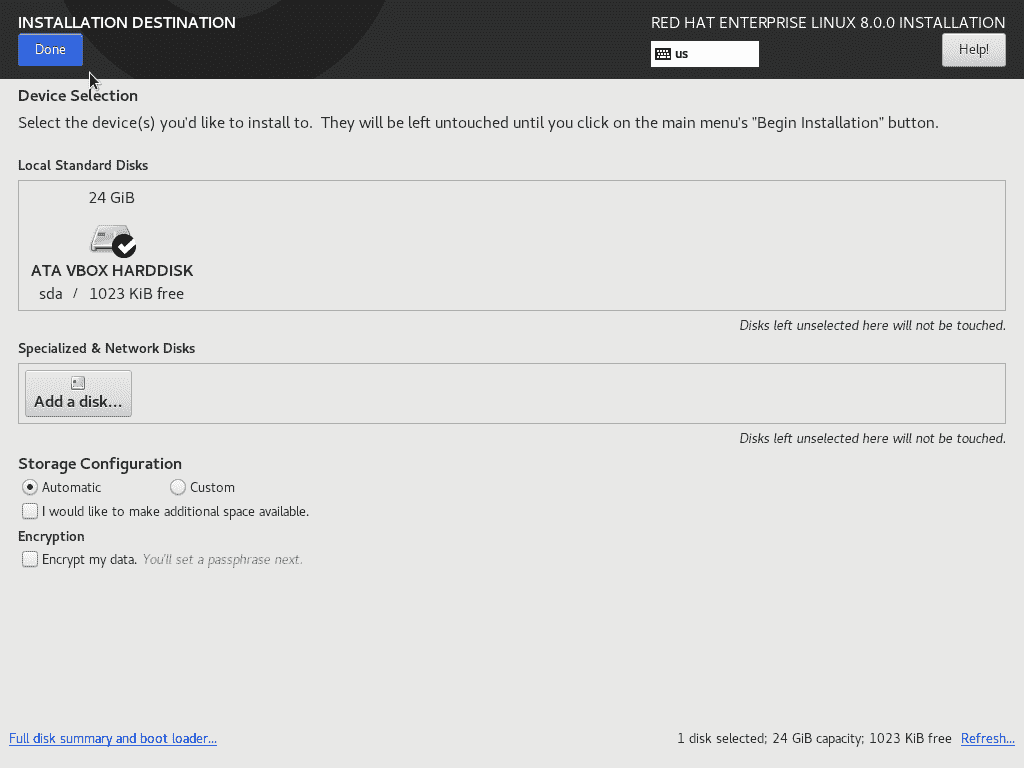 INSTALLATION DESTINATION
RED HAT ENTERPRISE LINUX 8.0.0 INSTALLATION
Done
us
Help!
Device Selection
Select the device(s) you'd like to install to.  They will be left untouched until you click on the main menu's "Begin Installation" button.
Local Standard Disks
24 GiB
ATA VBOX HARDDISK
sda / 1023 KiB free
Disks left unselected here will not be touched.
Specialized & Network Disks
Add a disk...
Disks left unselected here will not be touched.
Storage Configuration
Automatic Custom
I would like to make additional space available.
Encryption
Encrypt my data. You'll set a passphrase next.
Full disk summary and boot loader... 1 disk selected; 24 GiB capacity; 1023 KiB free Refresh...